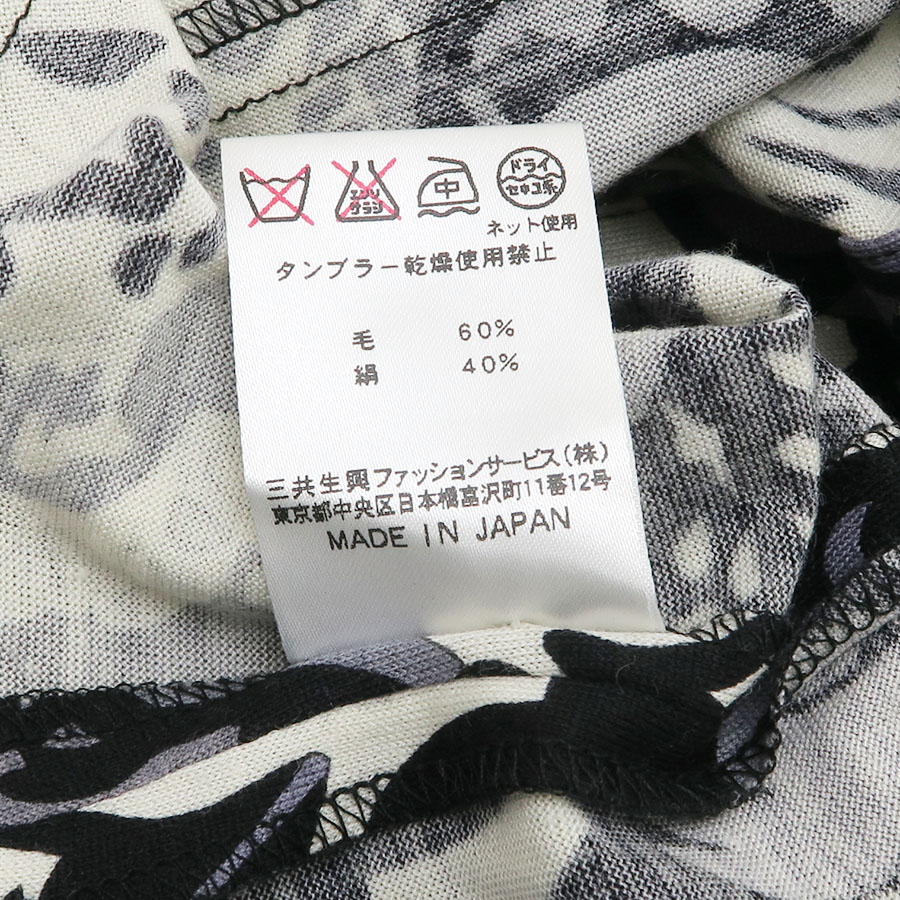 エンソ
サラシ
中
ドライ
セキユ系
ネット使用
タンブラー乾燥使用禁止
毛 60%
絹 40%
三共生興ファッションサービス(株)
東京都中央区日本橋富沢町11番12号
MADE IN JAPAN